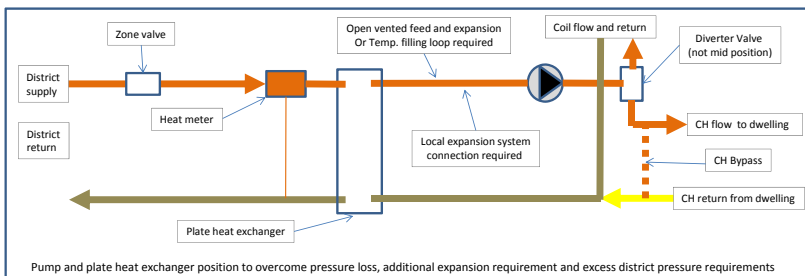 Zone valve
Open vented feed and expansion
Or Temp. filling loop required
Coil flow and return
Diverter Valve
(not mid position)
District
supply
Heat meter
CH flow to dwelling
District
return
Local expansion system
connection required
CH Bypass
CH return from dwelling
Plate heat exchanger
Pump and plate heat exchanger position to overcome pressure loss, additional expansion requirement and excess district pressure requirements